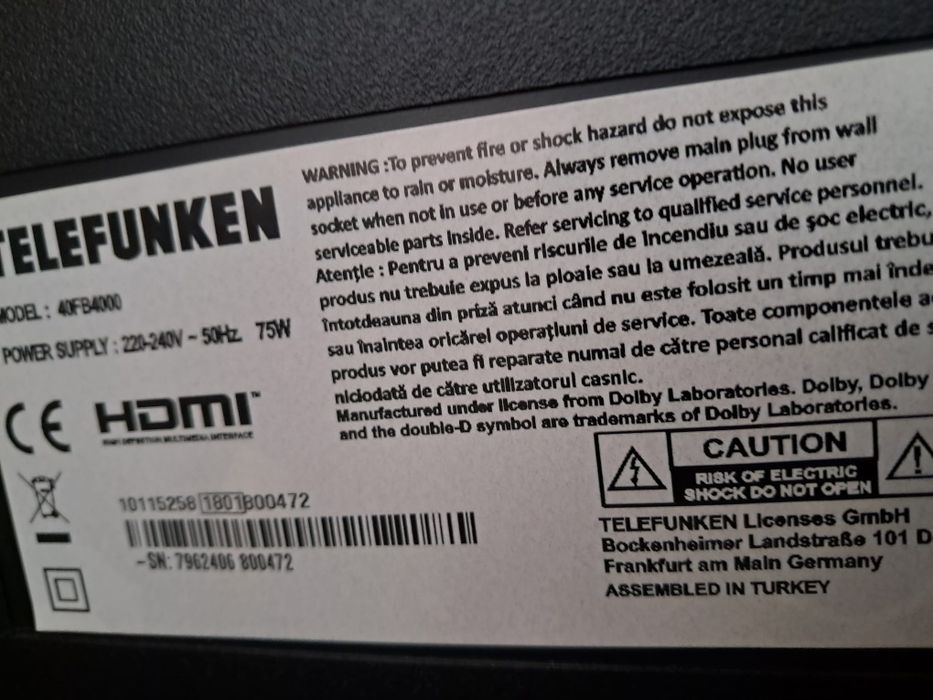 TELEFUNKEN
MODEL : 40FB4000
POWER SUPPLY : 220-240V ~ 50Hz. 75W
CE HDMI™
HIGH DEFINITION MULTIMEDIA INTERFACE
10115258 1801 800472
-SN: 7962406 800472
WARNING :To prevent fire or shock hazard do not expose this
appliance to rain or moisture. Always remove main plug from wall
socket when not in use or before any service operation. No user
serviceable parts inside. Refer servicing to qualified service personnel.
Atenție : Pentru a preveni riscurile de incendiu sau de șoc electric,
produs nu trebuie expus la ploaie sau la umezeală. Produsul trebu
întotdeauna din priză atunci când nu este folosit un timp mai înde
sau înaintea oricărei operațiuni de service. Toate componentele a
produs vor putea fi reparate numai de către personal calificat de s
niciodată de către utilizatorul casnic.
Manufactured under license from Dolby Laboratories. Dolby, Dolby
and the double-D symbol are trademarks of Dolby Laboratories.
CAUTION
RISK OF ELECTRIC
SHOCK DO NOT OPEN
TELEFUNKEN Licenses GmbH
Bockenheimer Landstraße 101 D
Frankfurt am Main Germany
ASSEMBLED IN TURKEY